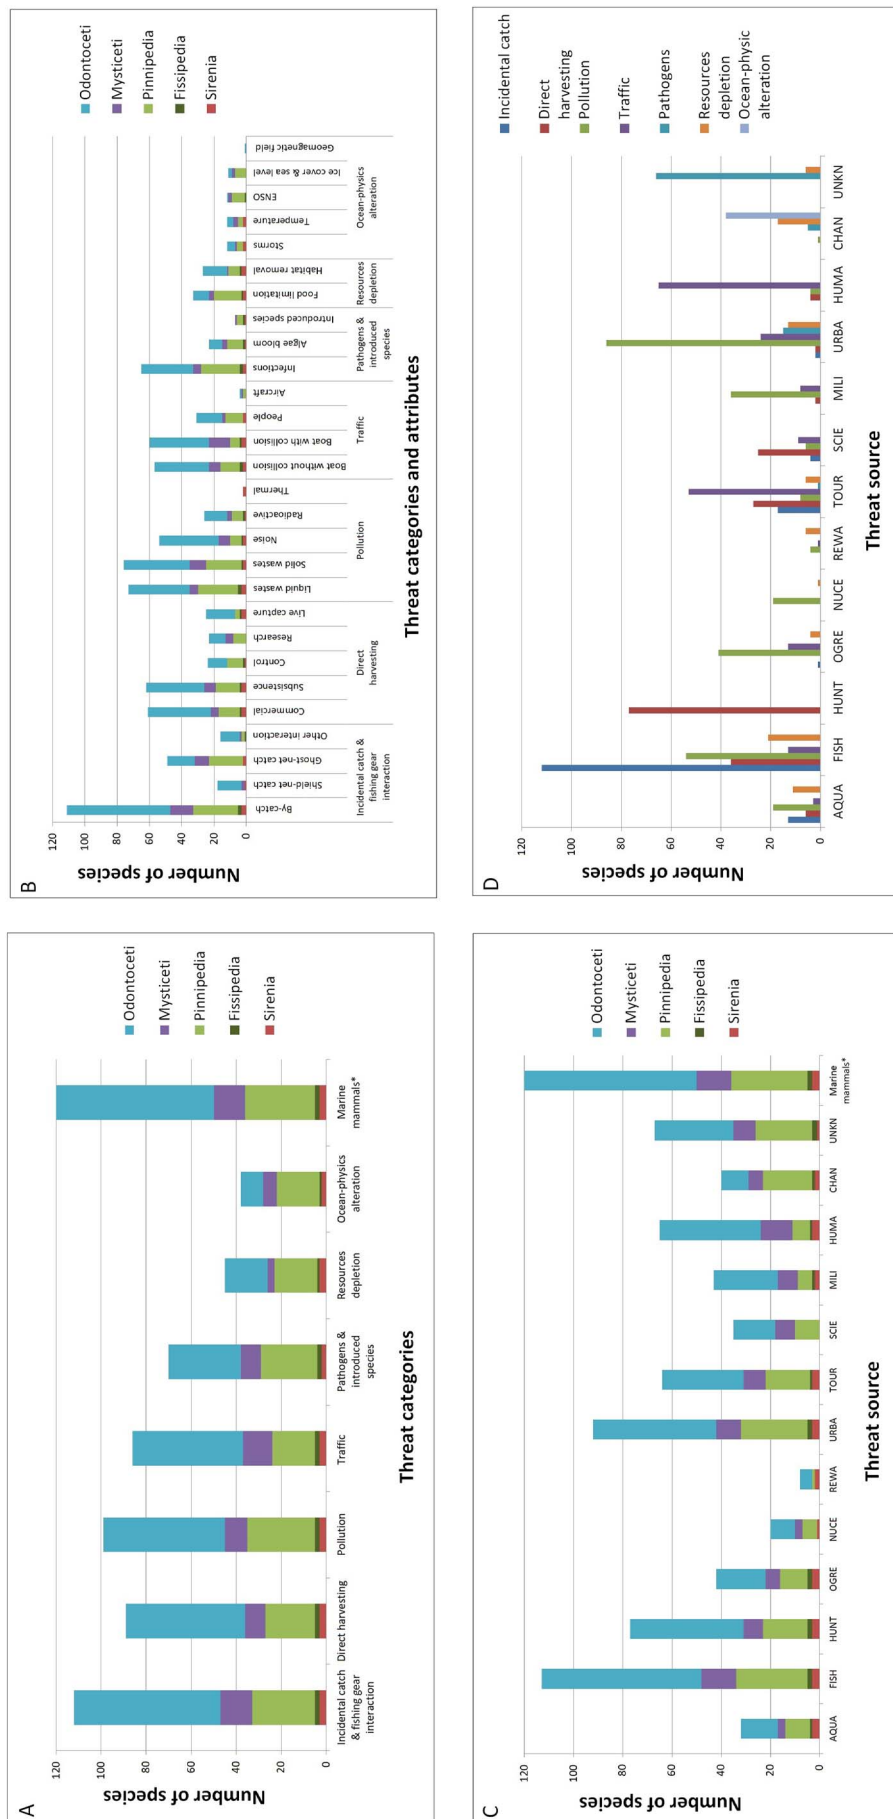 A
Number of species
120
100
80
60
40
20
0
Incidental catch
& fishing gear
interaction
Direct harvesting
Pollution
Traffic
Pathogens &
introduced
species
Resources
depletion
Ocean-physics
alteration
Marine
mammals*
Threat categories
Odontoceti
Mysticeti
Pinnipedia
Fissipedia
Sirenia
B
Number of species
120
100
80
60
40
20
0
By-catch
Shield-net catch
Ghost-net catch
Other interaction
Commercial
Subsistence
Control
Research
Live capture
Liquid wastes
Solid wastes
Noise
Radioactive
Thermal
Boat without collision
Boat with collision
People
Aircraft
Infections
Algae bloom
Introduced species
Food limitation
Habitat removal
Storms
Temperature
ENSO
Ice cover & sea level
Geomagnetic field
Incidental catch &
fishing gear
interaction
Direct
harvesting
Pollution
Traffic
Pathogens &
introduced
species
Resources
depletion
Ocean-physics
alteration
Threat categories and attributes
Odontoceti
Mysticeti
Pinnipedia
Fissipedia
Sirenia
C
Number of species
120
100
80
60
40
20
0
AQUA
FISH
HUNT
OGRE
NUCE
REWA
URBA
TOUR
SCIE
MILI
HUMA
CHAN
UNKN
Marine
mammals*
Threat source
Odontoceti
Mysticeti
Pinnipedia
Fissipedia
Sirenia
D
Number of species
120
100
80
60
40
20
0
AQUA
FISH
HUNT
OGRE
NUCE
REWA
TOUR
SCIE
MILI
URBA
HUMA
CHAN
UNKN
Threat source
Incidental catch
Direct
harvesting
Pollution
Traffic
Pathogens
Resources
depletion
Ocean-physic
alteration